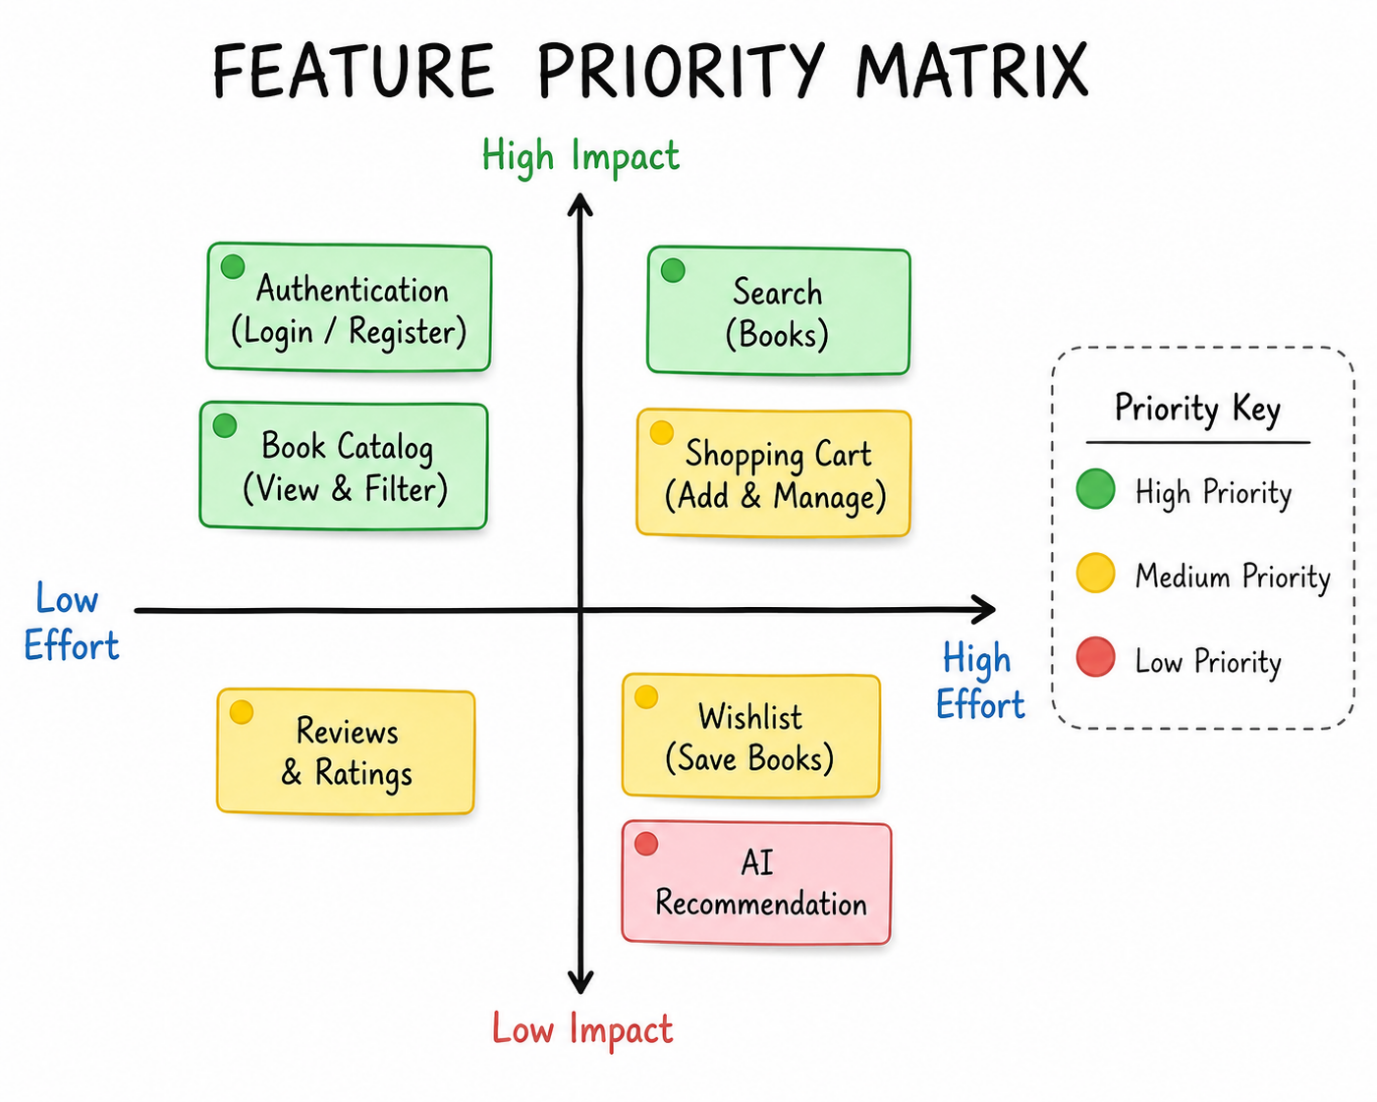 FEATURE PRIORITY MATRIX
High Impact
Authentication
(Login / Register)
Search
(Books)
Book Catalog
(View & Filter)
Shopping Cart
(Add & Manage)
Low
Effort
High
Effort
Reviews
& Ratings
Wishlist
(Save Books)
AI
Recommendation
Low Impact
Priority Key
High Priority
Medium Priority
Low Priority